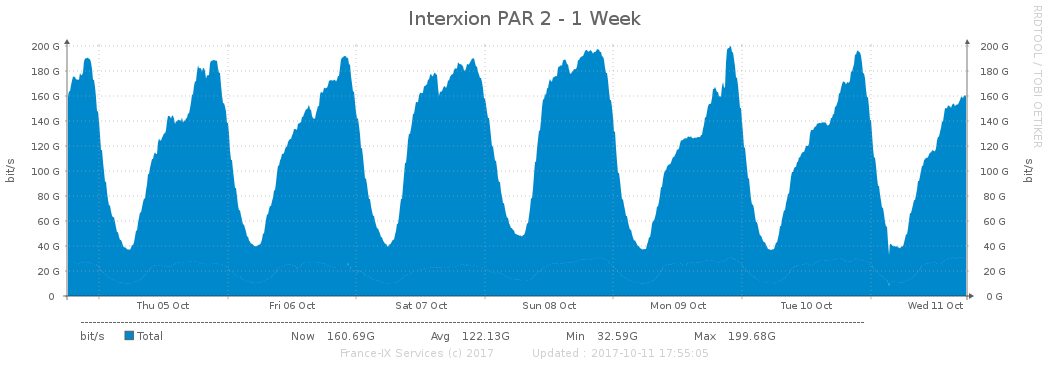 Interxion PAR 2 - 1 Week
RRDTOOL / TOBI OETIKER
200 G 200 G
180 G 180 G
160 G 160 G
140 G 140 G
120 G 120 G
100 G 100 G
80 G 80 G
60 G 60 G
40 G 40 G
20 G 20 G
0 0 G
bit/s bit/s
Thu 05 Oct Fri 06 Oct Sat 07 Oct Sun 08 Oct Mon 09 Oct Tue 10 Oct Wed 11 Oct
bit/s Total Now 160.69G Avg 122.13G Min 32.59G Max 199.68G
France-IX Services (c) 2017 Updated : 2017-10-11 17:55:05